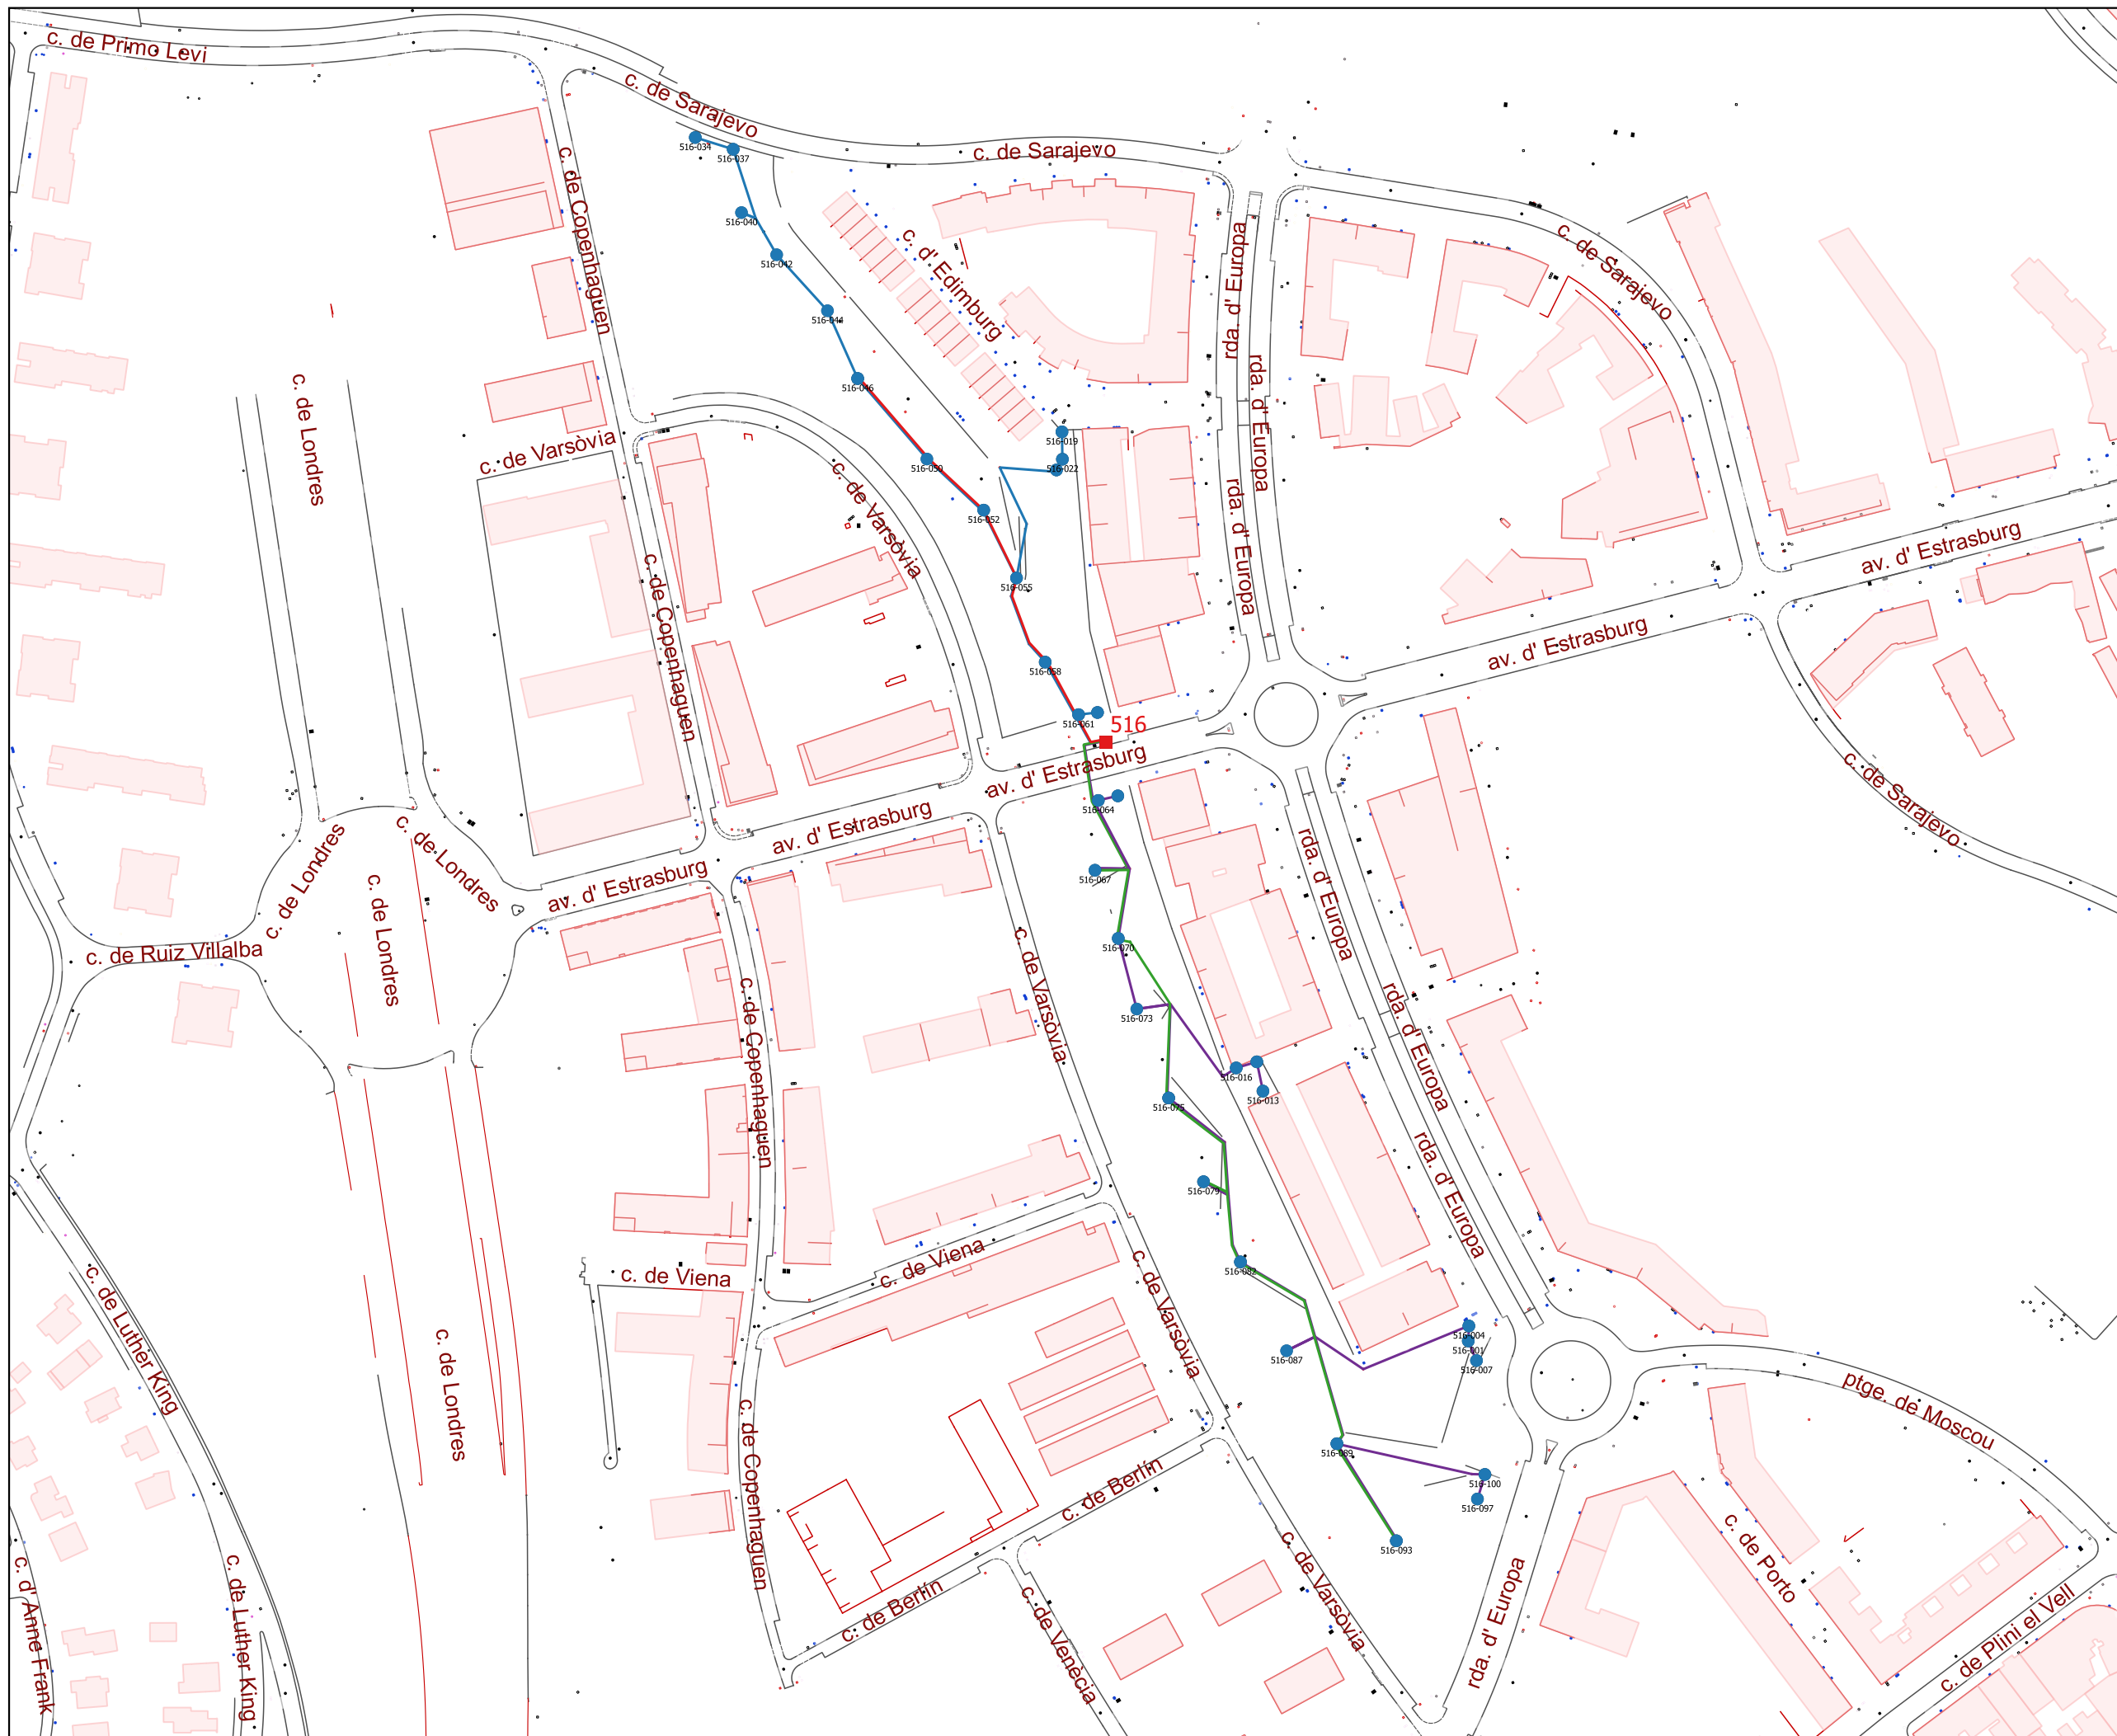 c. de Primo Levi
c. de Sarajevo
c. de Sarajevo
516-034
516-037
c. de Copenhaguen
516-040
516-042
c. d' Edimburg
rda. d' Europa
c. de Sarajevo
516-044
516-046
rda. d' Europa
c. de Londres
c. de Varsòvia
516-019
516-022
516-050
c. de Varsòvia
516-052
rda. d' Europa
av. d' Estrasburg
516-055
c. de Copenhaguen
av. d' Estrasburg
516-058
516-061
516
av. d' Estrasburg
516-064
c. de Sarajevo
av. d' Estrasburg
c. de Londres
c. de Londres
516-067
rda. d' Europa
av. d' Estrasburg
c. de Londres
c. de Ruiz Villalba
516-070
c. de Varsòvia
516-073
c. de Copenhaguen
rda. d' Europa
516-016
516-013
516-075
516-079
rda. d' Europa
516-082
c. de Viena
c. de Viena
c. de Luther King
c. de Varsòvia
516-004
516-001
516-007
516-087
c. de Londres
ptge. de Moscou
516-089
c. de Copenhaguen
516-100
516-097
c. de Berlín
516-093
c. de Porto
c. de Varsòvia
c. de Berlín
c. d' Anne Frank
c. de Luther King
c. de Venècia
rda. d' Europa
c. de Plini el Vell